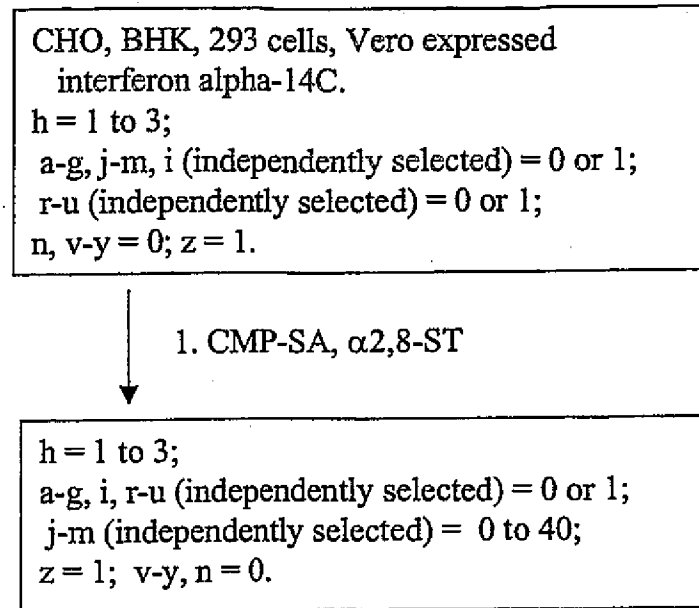 CHO, BHK, 293 cells, Vero expressed
interferon alpha-14C.
h = 1 to 3;
a-g, j-m, i (independently selected) = 0 or 1;
r-u (independently selected) = 0 or 1;
n, v-y = 0; z = 1.
1. CMP-SA, α2,8-ST
h = 1 to 3;
a-g, i, r-u (independently selected) = 0 or 1;
j-m (independently selected) = 0 to 40;
z = 1; v-y, n = 0.